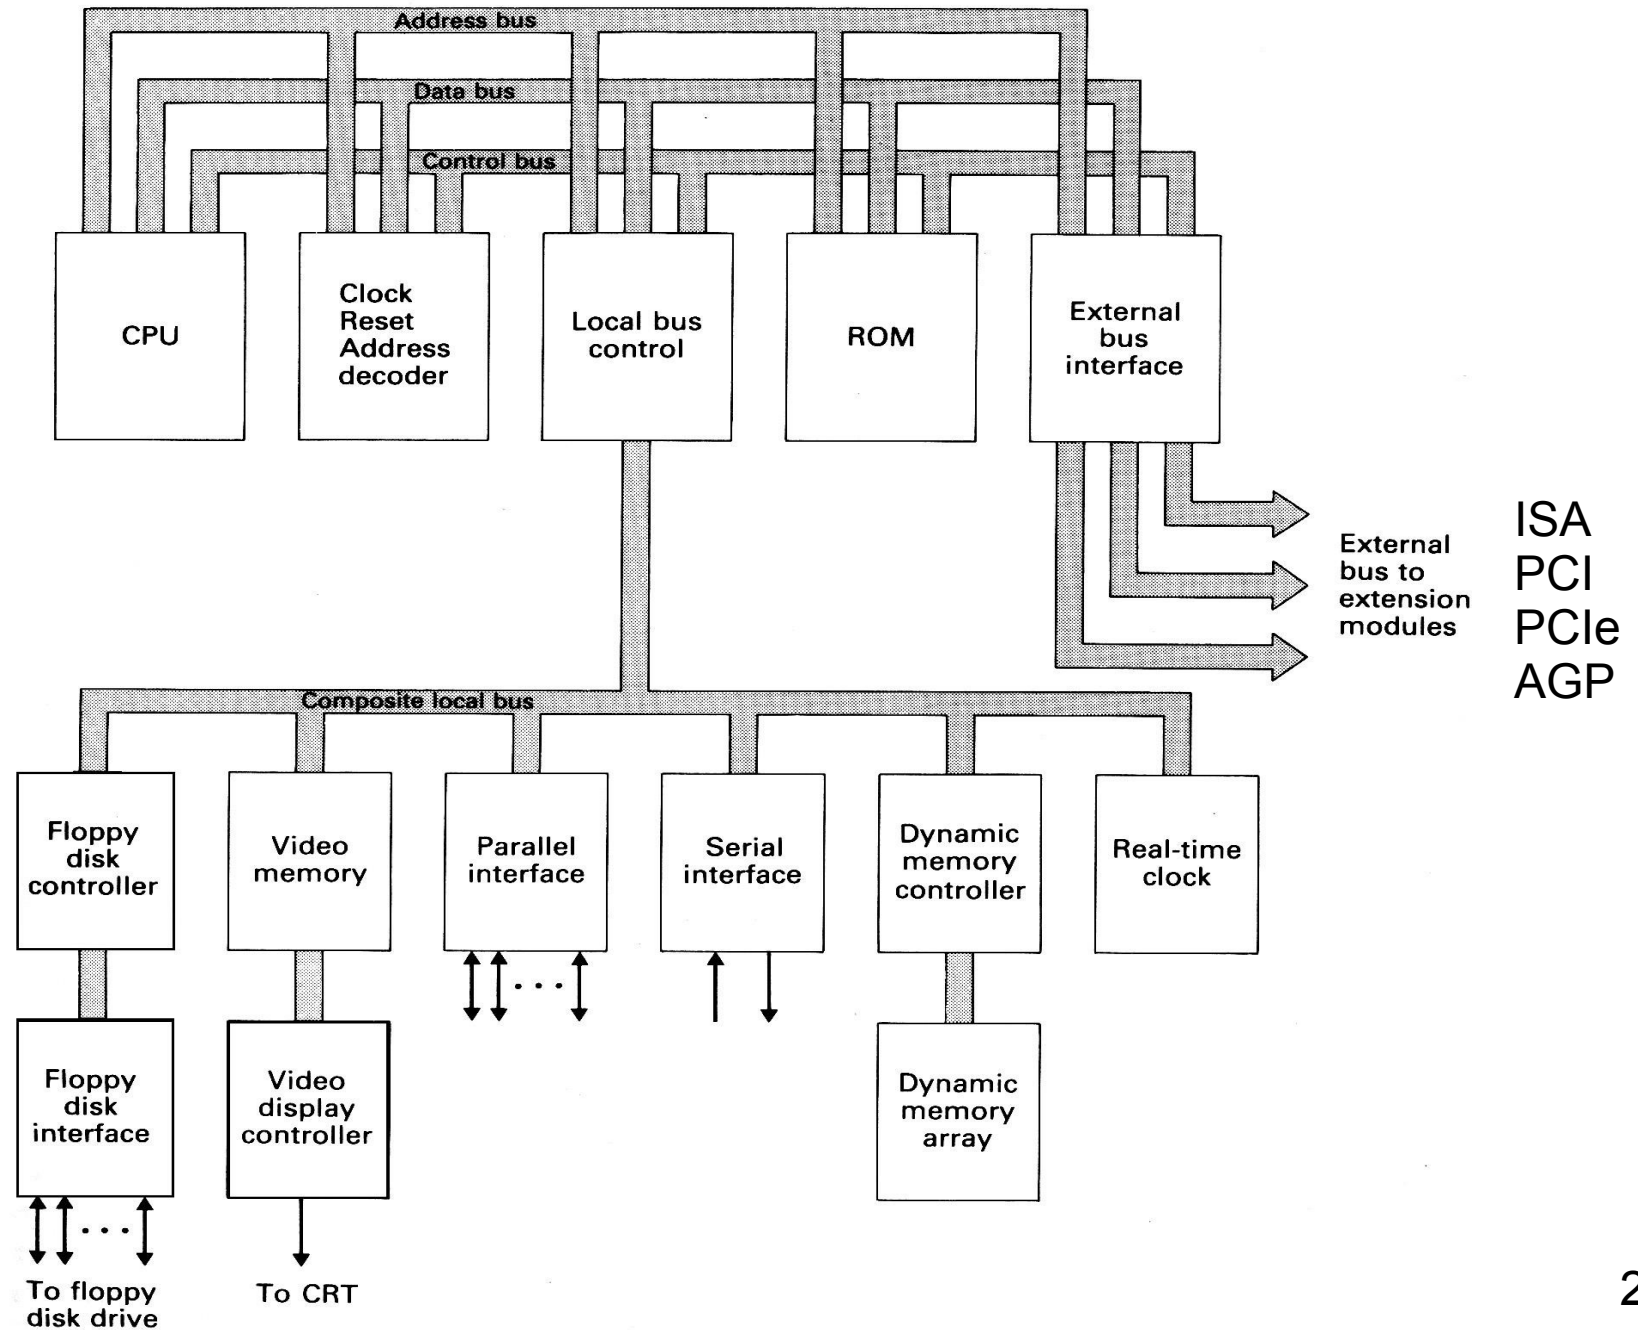 Address bus
Data bus
Control bus
CPU
Clock
Reset
Address
decoder
Local bus
control
ROM
External
bus
interface
External
bus to
extension
modules
ISA
PCI
PCIe
AGP
Composite local bus
Floppy
disk
controller
Video
memory
Parallel
interface
Serial
interface
Dynamic
memory
controller
Real-time
clock
Floppy
disk
interface
Video
display
controller
Dynamic
memory
array
To floppy
disk drive
To CRT
2